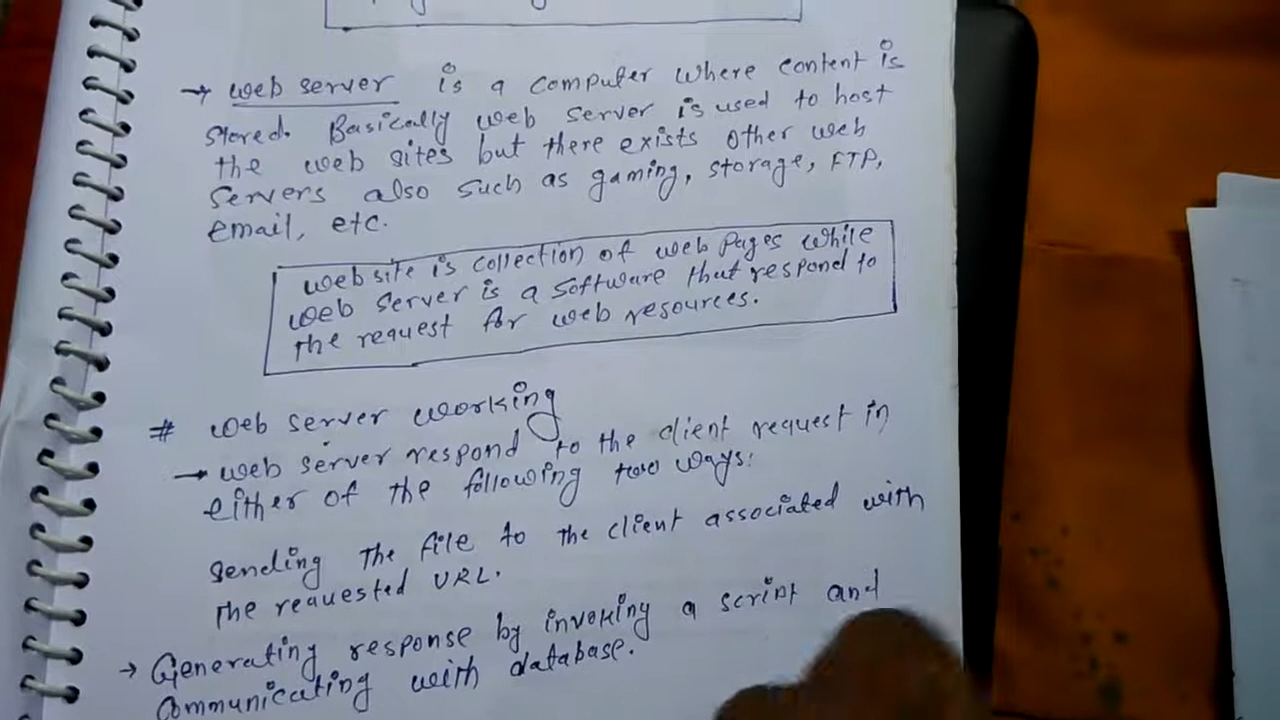 → web server is a computer where content is
stored. Basically web server is used to host
the web sites but there exists other web
servers also such as gaming, storage, FTP,
email, etc.
web site is collection of web pages while
web server is a software that respond to
the request for web resources.
# web server working
→ web server respond to the client request in
either of the following two ways:
sending the file to the client associated with
the requested URL.
→ Generating response by invoking a script and
communicating with database.